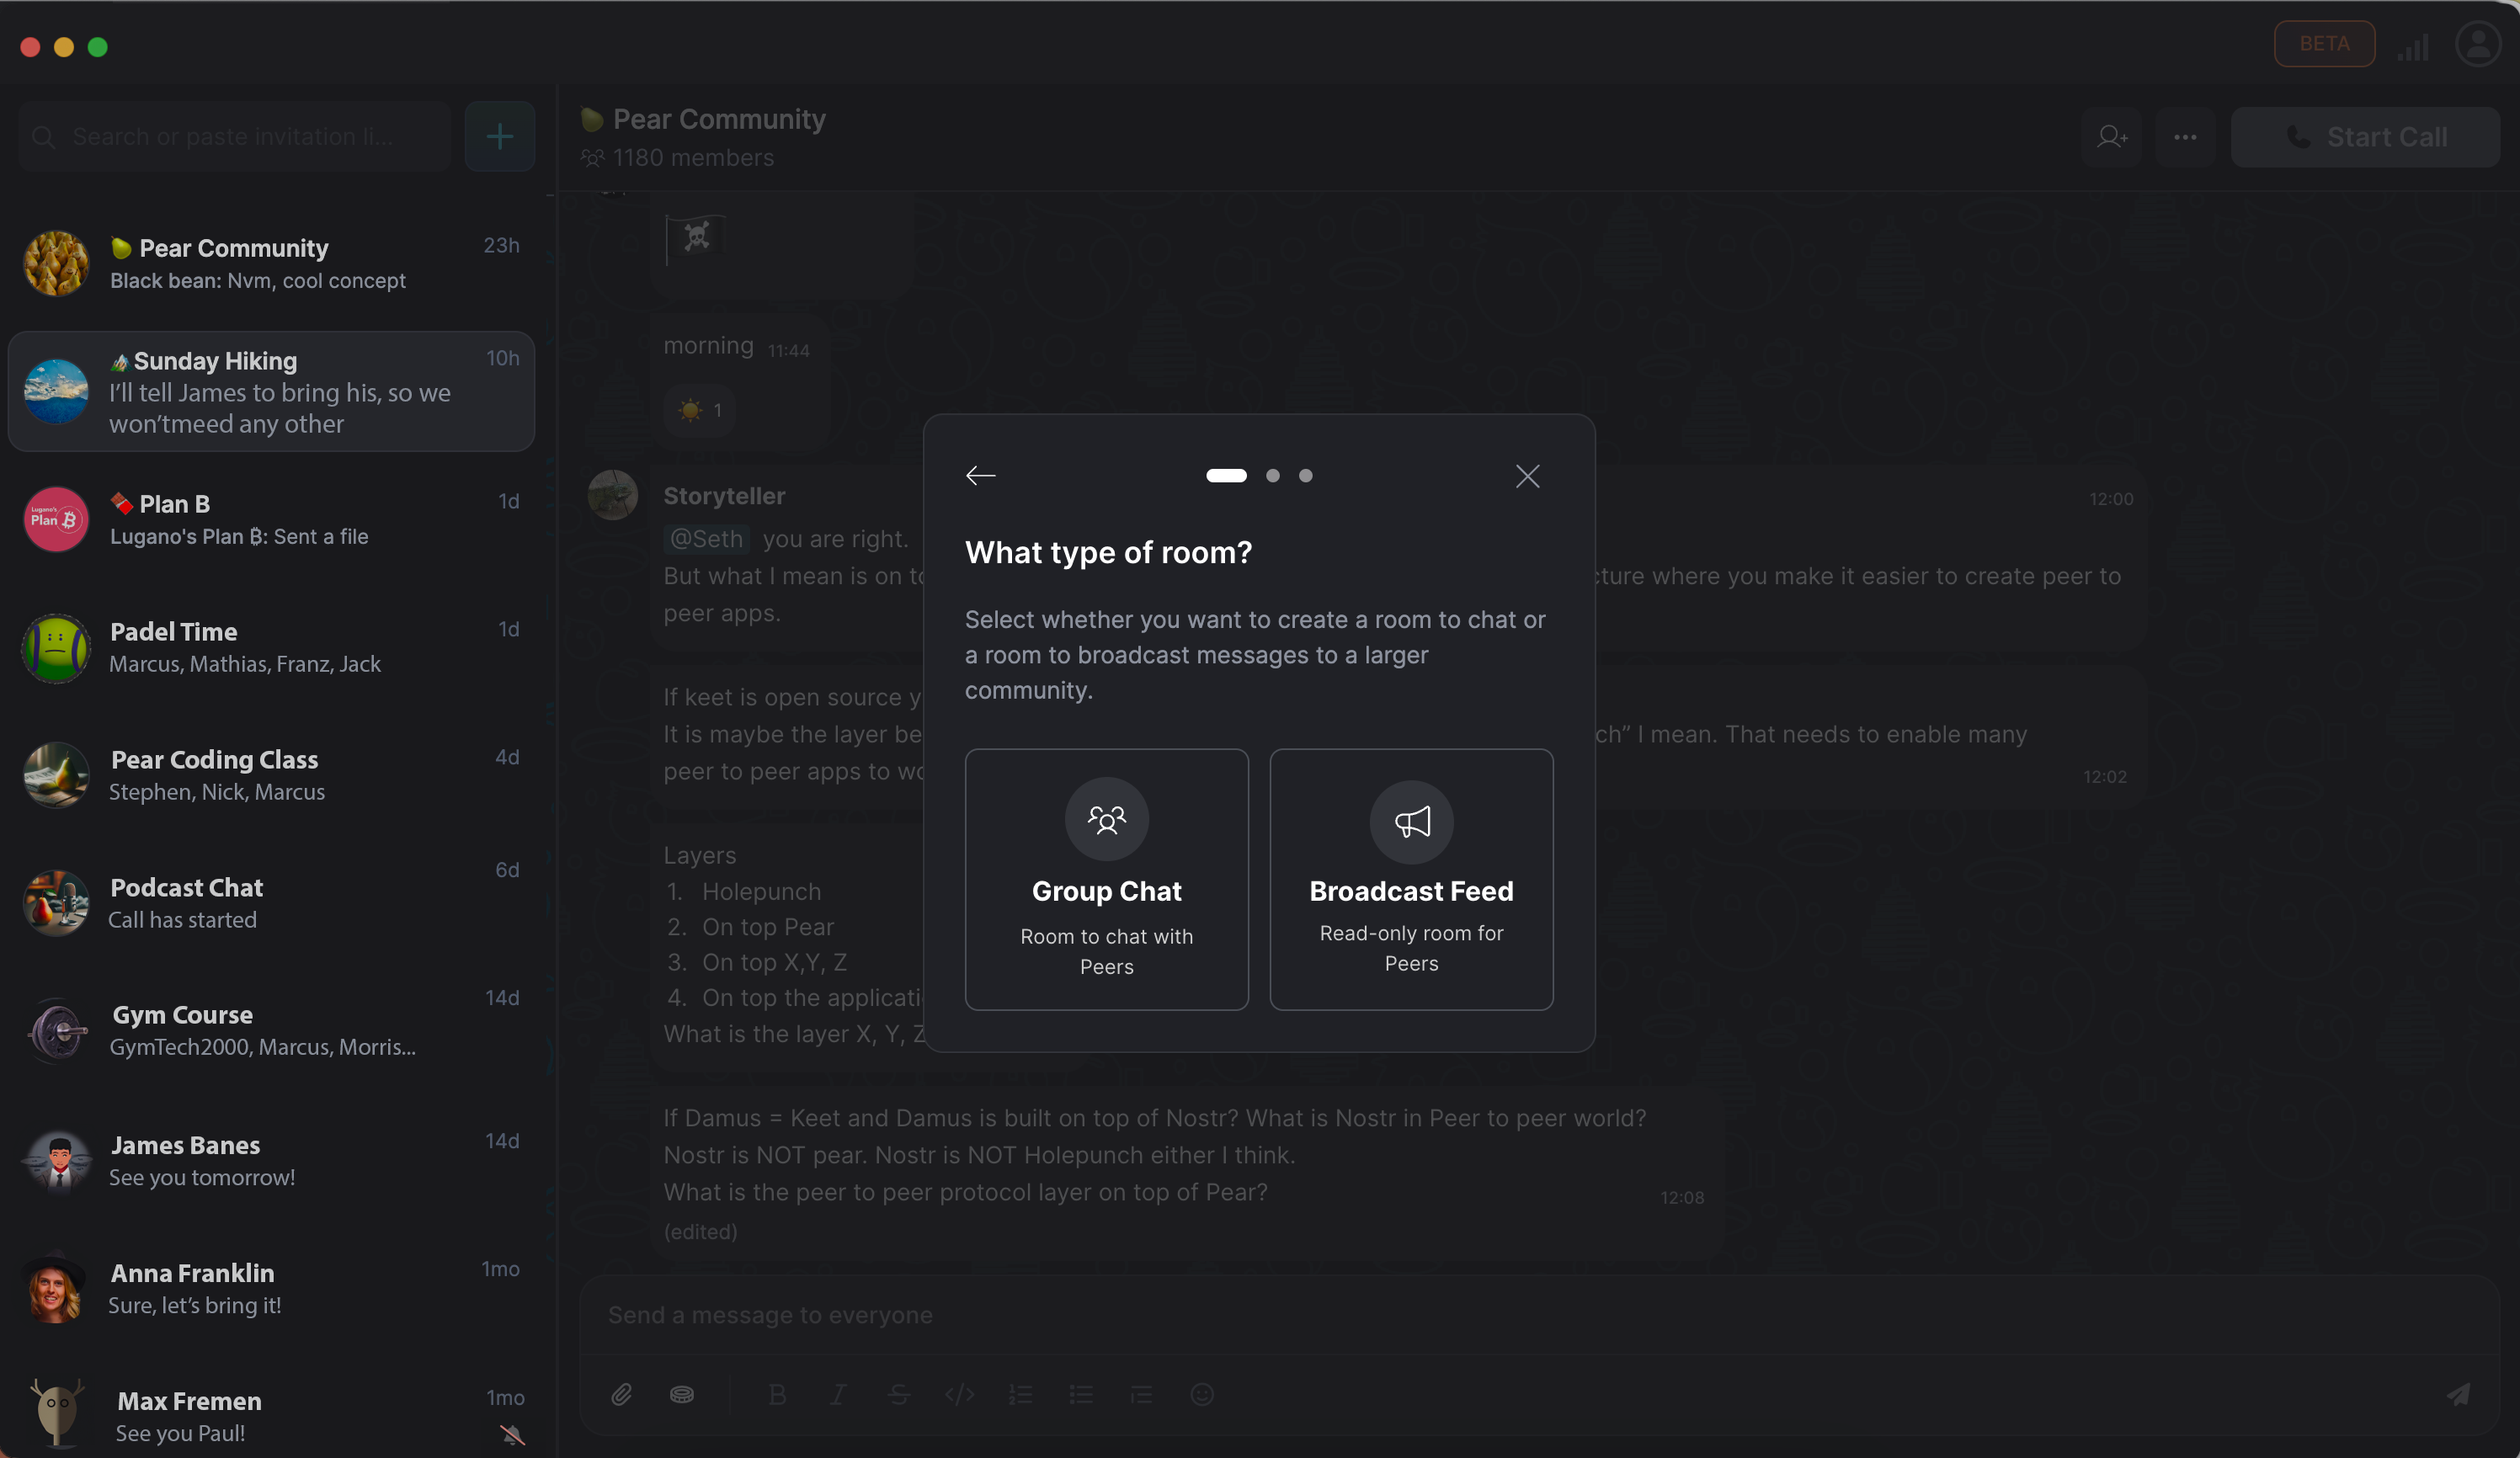 BETA
Search or paste invitation li...
🍐 Pear Community
1180 members
Start Call
🍐 Pear Community
23h
Black bean: Nvm, cool concept
Sunday Hiking
10h
I’ll tell James to bring his, so we
won’tmeed any other
Lugano's
Plan ₿
Plan B
1d
Lugano's Plan ₿: Sent a file
Padel Time
1d
Marcus, Mathias, Franz, Jack
Pear Coding Class
4d
Stephen, Nick, Marcus
Podcast Chat
6d
Call has started
Gym Course
14d
GymTech2000, Marcus, Morris...
James Banes
14d
See you tomorrow!
Anna Franklin
1mo
Sure, let’s bring it!
Max Fremen
1mo
See you Paul!
morning 11:44
☀️ 1
Storyteller
12:00
@Seth you are right.
But what I mean is on
cture where you make it easier to create peer to
peer apps.
If keet is open source
It is maybe the layer
ch” I mean. That needs to enable many
peer to peer apps to
12:02
Layers
1. Holepunch
2. On top Pear
3. On top X,Y, Z
4. On top the applicati
What is the layer X, Y, Z
If Damus = Keet and Damus is built on top of Nostr? What is Nostr in Peer to peer world?
Nostr is NOT pear. Nostr is NOT Holepunch either I think.
What is the peer to peer protocol layer on top of Pear?
12:08
(edited)
Send a message to everyone
What type of room?
Select whether you want to create a room to chat or
a room to broadcast messages to a larger
community.
Group Chat
Room to chat with
Peers
Broadcast Feed
Read-only room for
Peers